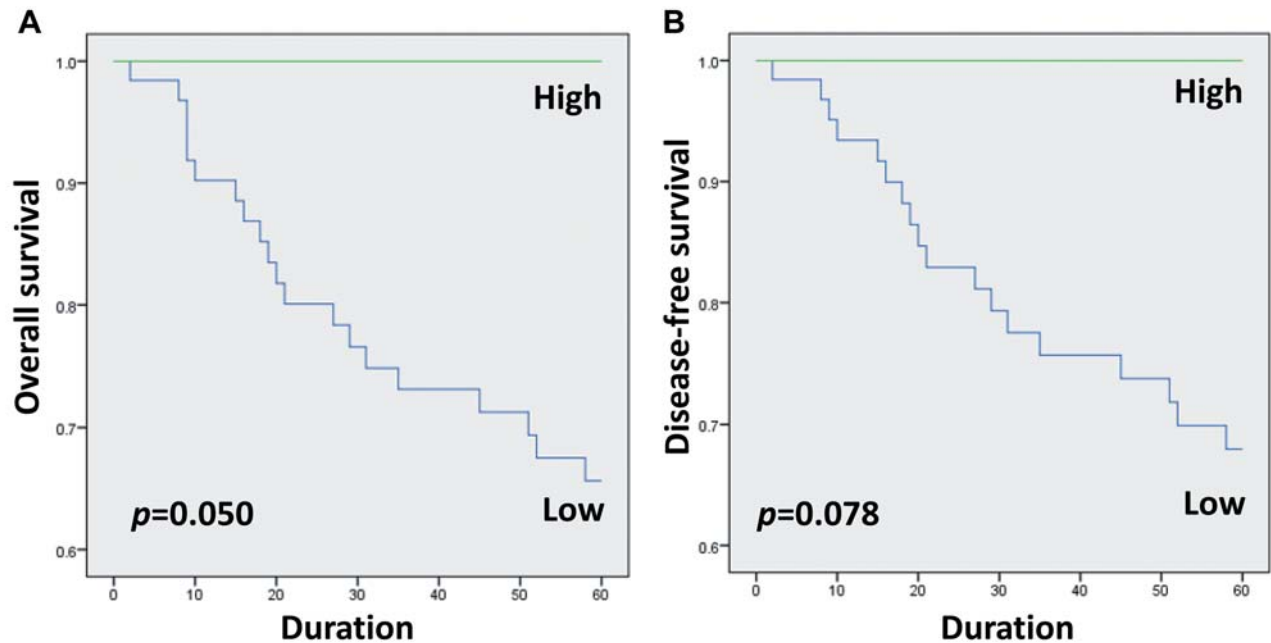 A
Overall survival
1.0
0.9
0.8
0.7
0.6
High
Low
p=0.050
0 10 20 30 40 50 60
Duration
B
Disease-free survival
1.0
0.9
0.8
0.7
0.6
High
Low
p=0.078
0 10 20 30 40 50 60
Duration